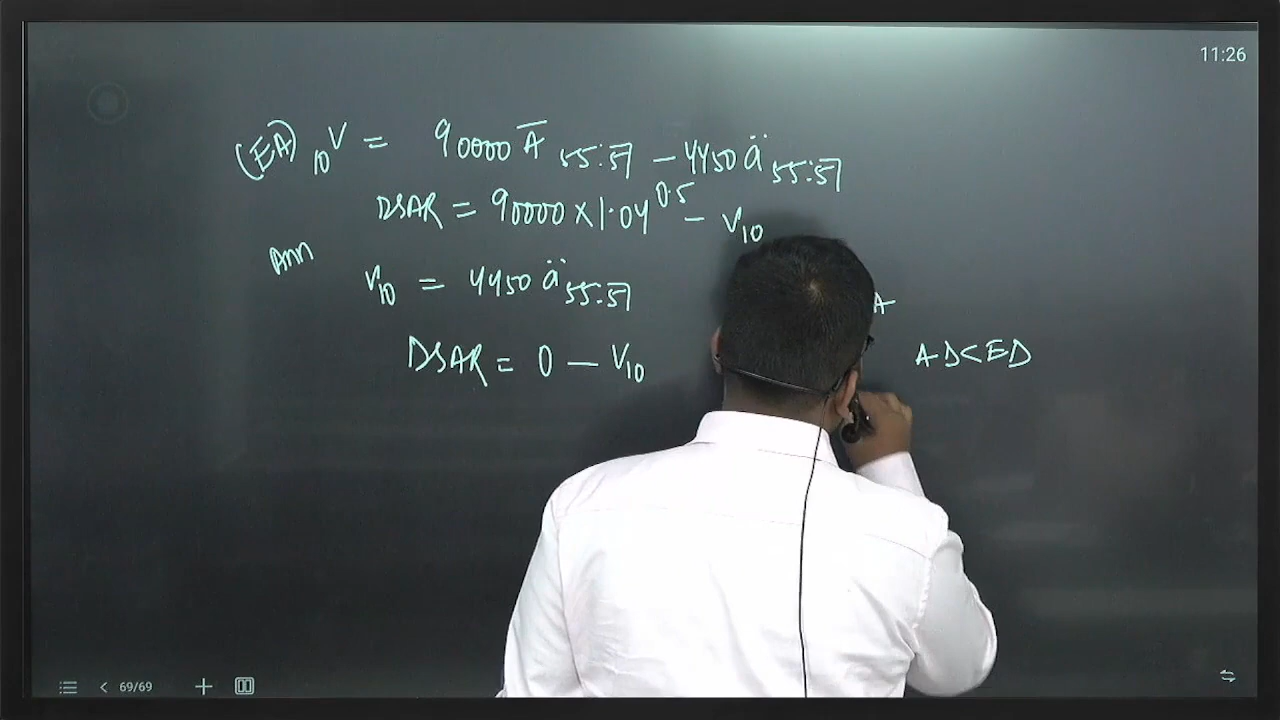 11:26
(EA) ₁₀V = 90000 A̅ 55:5̅| − 4450 ä 55:5̅|
DSAR = 90000 × 1.04^0.5 − V₁₀
Ann
V₁₀ = 4450 ä 55:5̅|
A
DSAR = 0 − V₁₀
AD<ED
69/69